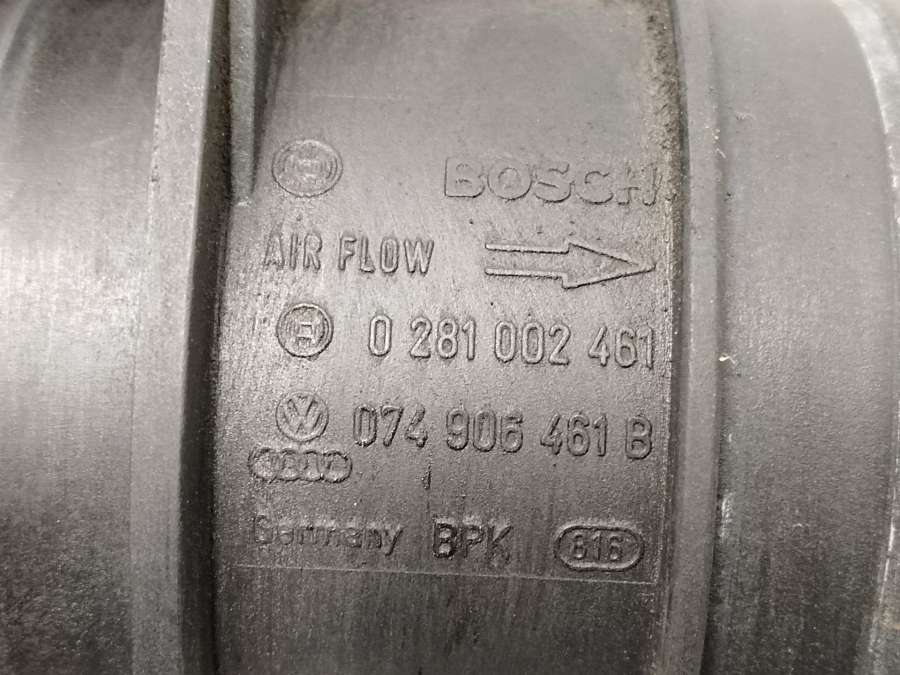 BOSCH
AIR FLOW
0 281 002 461
074 906 461 B
Germany BPK 816